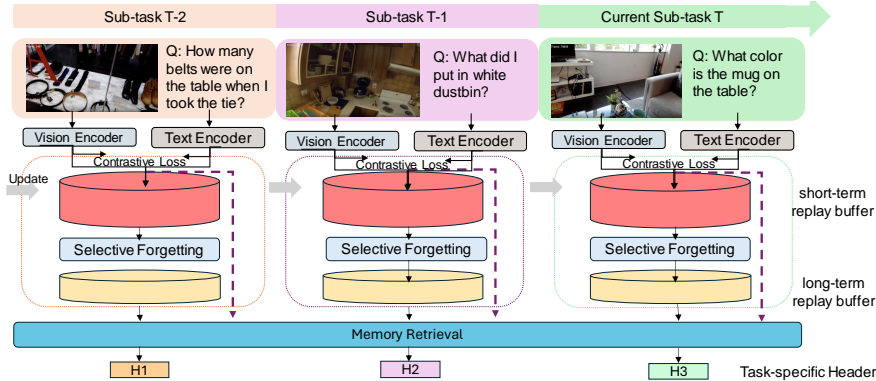 Sub-task T-2
Sub-task T-1
Current Sub-task T
Q: How many
belts were on
the table when I
took the tie?
Q: What did I
put in white
dustbin?
Q: What color
is the mug on
the table?
Vision Encoder
Text Encoder
Vision Encoder
Text Encoder
Vision Encoder
Text Encoder
Contrastive Loss
Contrastive Loss
Contrastive Loss
Update
short-term
replay buffer
Selective Forgetting
Selective Forgetting
Selective Forgetting
long-term
replay buffer
Memory Retrieval
H1
H2
H3
Task-specific Header